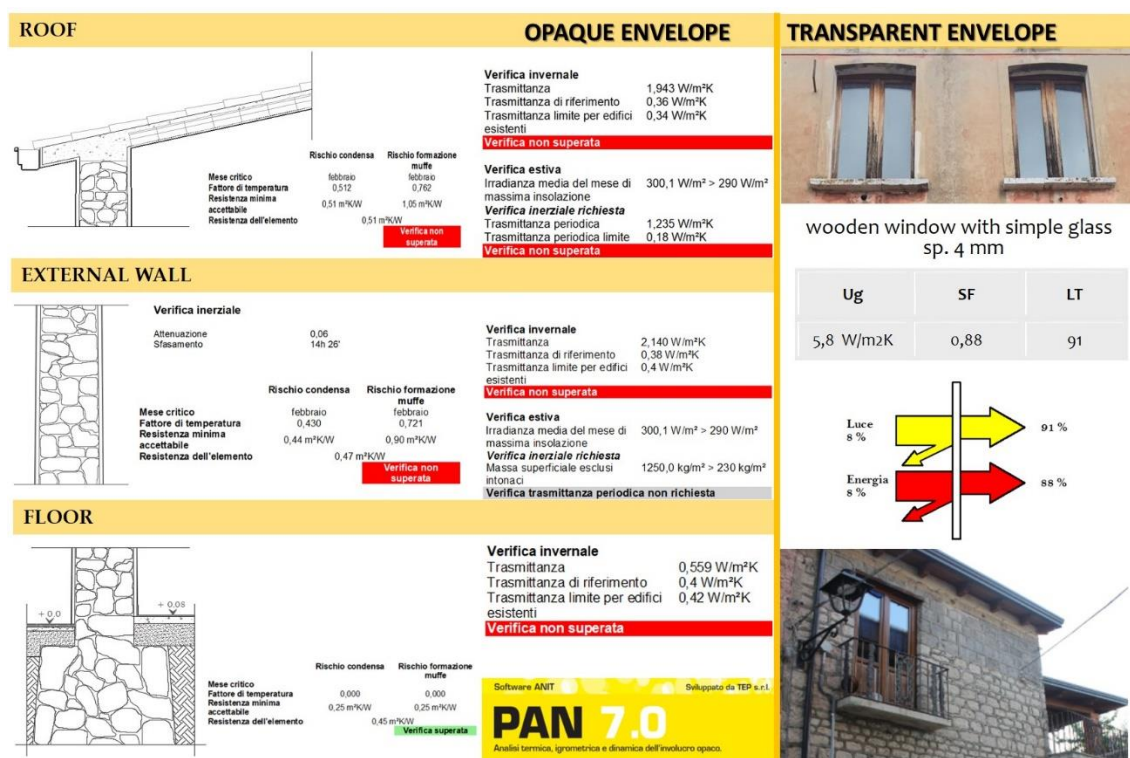 ROOF
OPAQUE ENVELOPE
Rischio condensa Rischio formazione
muffe
Mese critico febbraio febbraio
Fattore di temperatura 0,512 0,762
Resistenza minima
accettabile 0,51 m²K/W 1,05 m²K/W
Resistenza dell'elemento 0,51 m²K/W
Verifica non
superata
Verifica invernale
Trasmittanza 1,943 W/m²K
Trasmittanza di riferimento 0,36 W/m²K
Trasmittanza limite per edifici 0,34 W/m²K
esistenti
Verifica non superata
Verifica estiva
Irradianza media del mese di 300,1 W/m² > 290 W/m²
massima insolazione
Verifica inerziale richiesta
Trasmittanza periodica 1,235 W/m²K
Trasmittanza periodica limite 0,18 W/m²K
Verifica non superata
EXTERNAL WALL
Verifica inerziale
Attenuazione 0,06
Sfasamento 14h 26'
Rischio condensa Rischio formazione
muffe
Mese critico febbraio febbraio
Fattore di temperatura 0,430 0,721
Resistenza minima
accettabile 0,44 m²K/W 0,90 m²K/W
Resistenza dell'elemento 0,47 m²K/W
Verifica non
superata
Verifica invernale
Trasmittanza 2,140 W/m²K
Trasmittanza di riferimento 0,38 W/m²K
Trasmittanza limite per edifici 0,4 W/m²K
esistenti
Verifica non superata
Verifica estiva
Irradianza media del mese di 300,1 W/m² > 290 W/m²
massima insolazione
Verifica inerziale richiesta
Massa superficiale esclusi 1250,0 kg/m² > 230 kg/m²
intonaci
Verifica trasmittanza periodica non richiesta
FLOOR
+ 0,0
+ 0,08
Rischio condensa Rischio formazione
muffe
Mese critico
Fattore di temperatura 0,000 0,000
Resistenza minima
accettabile 0,25 m²K/W 0,25 m²K/W
Resistenza dell'elemento 0,45 m²K/W
Verifica superata
Verifica invernale
Trasmittanza 0,559 W/m²K
Trasmittanza di riferimento 0,4 W/m²K
Trasmittanza limite per edifici 0,42 W/m²K
esistenti
Verifica non superata
Software ANIT Sviluppato da TEP s.r.l.
PAN 7.0
Analisi termica, igrometrica e dinamica dell'involucro opaco.
TRANSPARENT ENVELOPE
wooden window with simple glass
sp. 4 mm
Ug SF LT
5,8 W/m2K 0,88 91
Luce
8 %
91 %
Energia
8 %
88 %